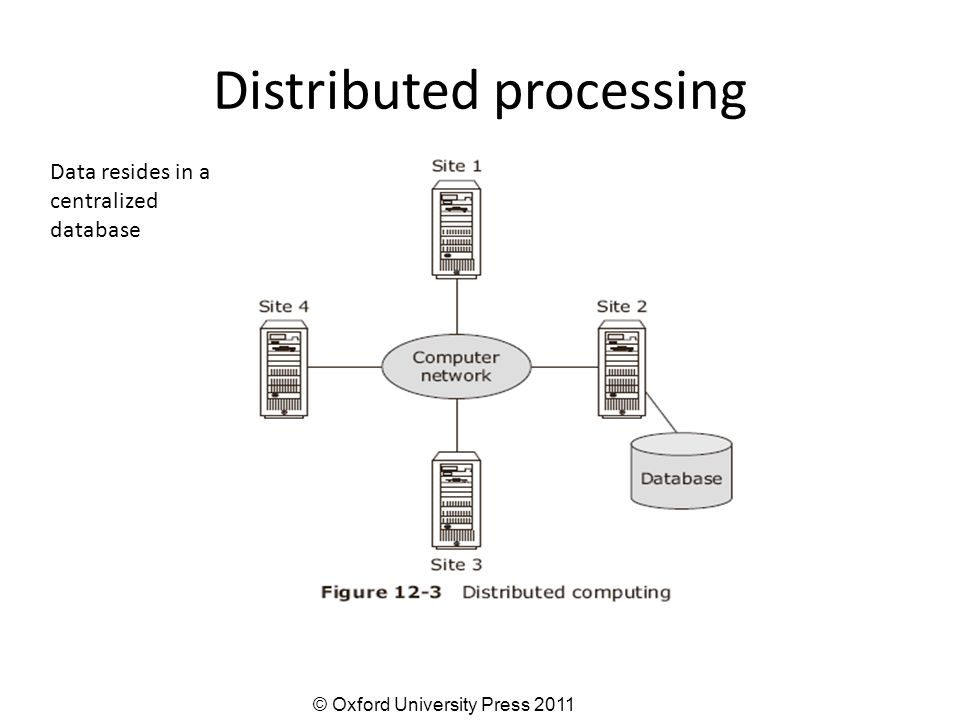 Distributed processing
Data resides in a
centralized
database
Site 1
Site 4
Site 2
Computer
network
Database
Site 3
Figure 12-3 Distributed computing
© Oxford University Press 2011